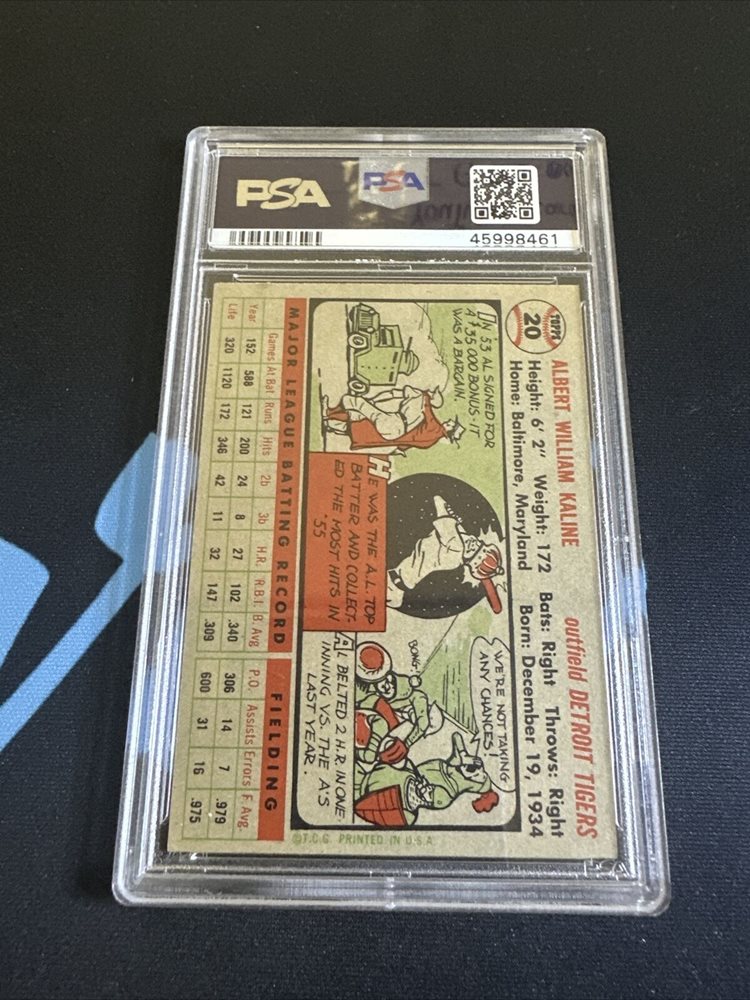 PSA
PSA
45998461
TOPPS
20
ALBERT WILLIAM KALINE outfield DETROIT TIGERS
Height: 6' 2" Weight: 172 Bats: Right Throws: Right
Home: Baltimore, Maryland Born: December 19, 1934
IN '53 AL SIGNED FOR
A $35 000 BONUS-IT
WAS A BARGAIN.
HE WAS THE A.L. TOP
BATTER AND COLLECT-
ED THE MOST HITS IN
'55
WE'RE NOT TAKING
ANY CHANCES!
BONG!
AL BELTED 2 H.R. IN ONE
INNING VS. THE A'S
LAST YEAR.
MAJOR LEAGUE BATTING RECORD FIELDING
Games At Bat Runs Hits 2b 3b H.R. R.B.I. B. Avg P.O. Assists Errors F. Avg.
Year 152 588 121 200 24 8 27 102 .340 306 14 7 .979
Life 320 1120 172 346 42 11 32 147 .309 600 31 16 .975
©T.C.G. PRINTED IN U.S.A.